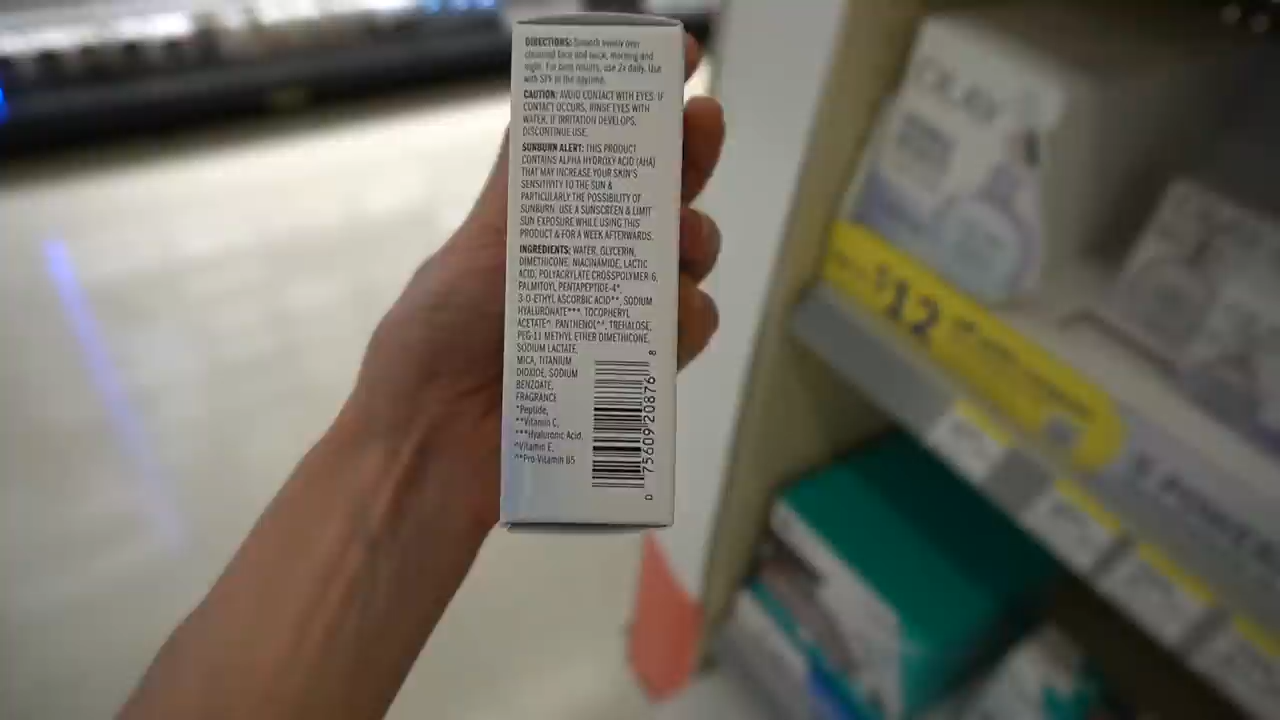 DIRECTIONS: Smooth evenly over
cleansed face and neck, morning and
night. For best results, use 2x daily. Use
with SPF in the daytime.
CAUTION: AVOID CONTACT WITH EYES. IF
CONTACT OCCURS, RINSE EYES WITH
WATER. IF IRRITATION DEVELOPS,
DISCONTINUE USE.
SUNBURN ALERT: THIS PRODUCT
CONTAINS ALPHA HYDROXY ACID (AHA)
THAT MAY INCREASE YOUR SKIN'S
SENSITIVITY TO THE SUN &
PARTICULARLY THE POSSIBILITY OF
SUNBURN. USE A SUNSCREEN & LIMIT
SUN EXPOSURE WHILE USING THIS
PRODUCT & FOR A WEEK AFTERWARDS.
INGREDIENTS: WATER, GLYCERIN,
DIMETHICONE, NIACINAMIDE, LACTIC
ACID, POLYACRYLATE CROSSPOLYMER-6,
PALMITOYL PENTAPEPTIDE-4*,
3-O-ETHYL ASCORBIC ACID**, SODIUM
HYALURONATE***, TOCOPHERYL
ACETATE^, PANTHENOL^^, TREHALOSE,
PEG-11 METHYL ETHER DIMETHICONE,
SODIUM LACTATE,
MICA, TITANIUM
DIOXIDE, SODIUM
BENZOATE,
FRAGRANCE
*Peptide,
**Vitamin C,
***Hyaluronic Acid,
^Vitamin E,
^^Pro-Vitamin B5
0 75609 20876 8
OLAY
$12